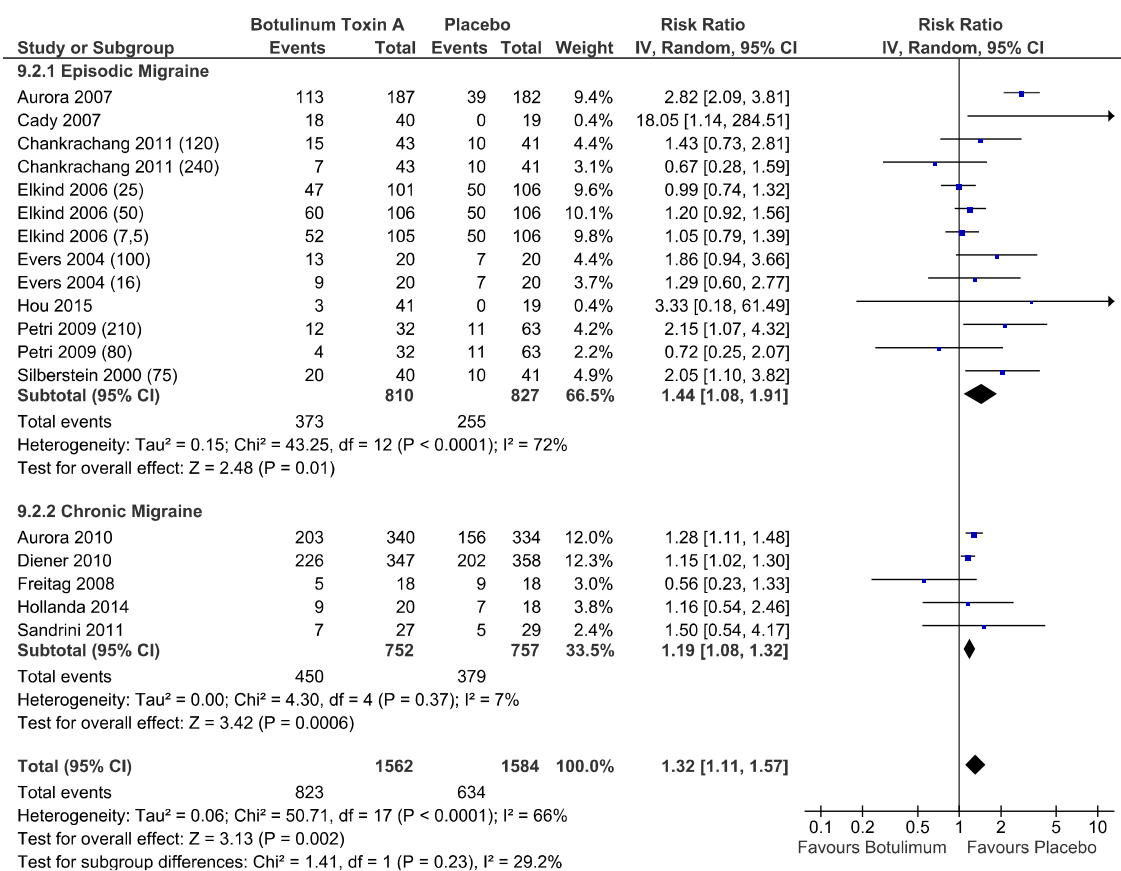 Botulinum Toxin A Placebo Risk Ratio Risk Ratio
Study or Subgroup Events Total Events Total Weight IV, Random, 95% CI IV, Random, 95% CI
9.2.1 Episodic Migraine
Aurora 2007 113 187 39 182 9.4% 2.82 [2.09, 3.81]
Cady 2007 18 40 0 19 0.4% 18.05 [1.14, 284.51]
Chankrachang 2011 (120) 15 43 10 41 4.4% 1.43 [0.73, 2.81]
Chankrachang 2011 (240) 7 43 10 41 3.1% 0.67 [0.28, 1.59]
Elkind 2006 (25) 47 101 50 106 9.6% 0.99 [0.74, 1.32]
Elkind 2006 (50) 60 106 50 106 10.1% 1.20 [0.92, 1.56]
Elkind 2006 (7,5) 52 105 50 106 9.8% 1.05 [0.79, 1.39]
Evers 2004 (100) 13 20 7 20 4.4% 1.86 [0.94, 3.66]
Evers 2004 (16) 9 20 7 20 3.7% 1.29 [0.60, 2.77]
Hou 2015 3 41 0 19 0.4% 3.33 [0.18, 61.49]
Petri 2009 (210) 12 32 11 63 4.2% 2.15 [1.07, 4.32]
Petri 2009 (80) 4 32 11 63 2.2% 0.72 [0.25, 2.07]
Silberstein 2000 (75) 20 40 10 41 4.9% 2.05 [1.10, 3.82]
Subtotal (95% CI) 810 827 66.5% 1.44 [1.08, 1.91]
Total events 373 255
Heterogeneity: Tau² = 0.15; Chi² = 43.25, df = 12 (P < 0.0001); I² = 72%
Test for overall effect: Z = 2.48 (P = 0.01)
9.2.2 Chronic Migraine
Aurora 2010 203 340 156 334 12.0% 1.28 [1.11, 1.48]
Diener 2010 226 347 202 358 12.3% 1.15 [1.02, 1.30]
Freitag 2008 5 18 9 18 3.0% 0.56 [0.23, 1.33]
Hollanda 2014 9 20 7 18 3.8% 1.16 [0.54, 2.46]
Sandrini 2011 7 27 5 29 2.4% 1.50 [0.54, 4.17]
Subtotal (95% CI) 752 757 33.5% 1.19 [1.08, 1.32]
Total events 450 379
Heterogeneity: Tau² = 0.00; Chi² = 4.30, df = 4 (P = 0.37); I² = 7%
Test for overall effect: Z = 3.42 (P = 0.0006)
Total (95% CI) 1562 1584 100.0% 1.32 [1.11, 1.57]
Total events 823 634
Heterogeneity: Tau² = 0.06; Chi² = 50.71, df = 17 (P < 0.0001); I² = 66%
Test for overall effect: Z = 3.13 (P = 0.002)
Test for subgroup differences: Chi² = 1.41, df = 1 (P = 0.23), I² = 29.2%
0.1 0.2 0.5 1 2 5 10
Favours Botulimum Favours Placebo